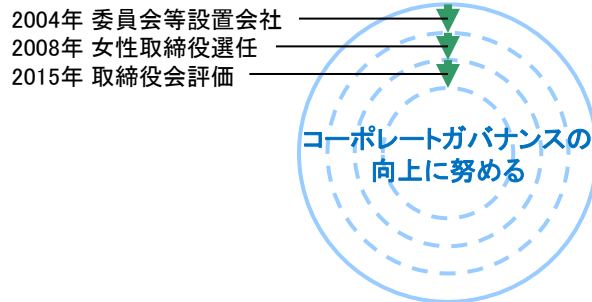 2004年 委員会等設置会社
2008年 女性取締役選任
2015年 取締役会評価
コーポレートガバナンスの
向上に努める